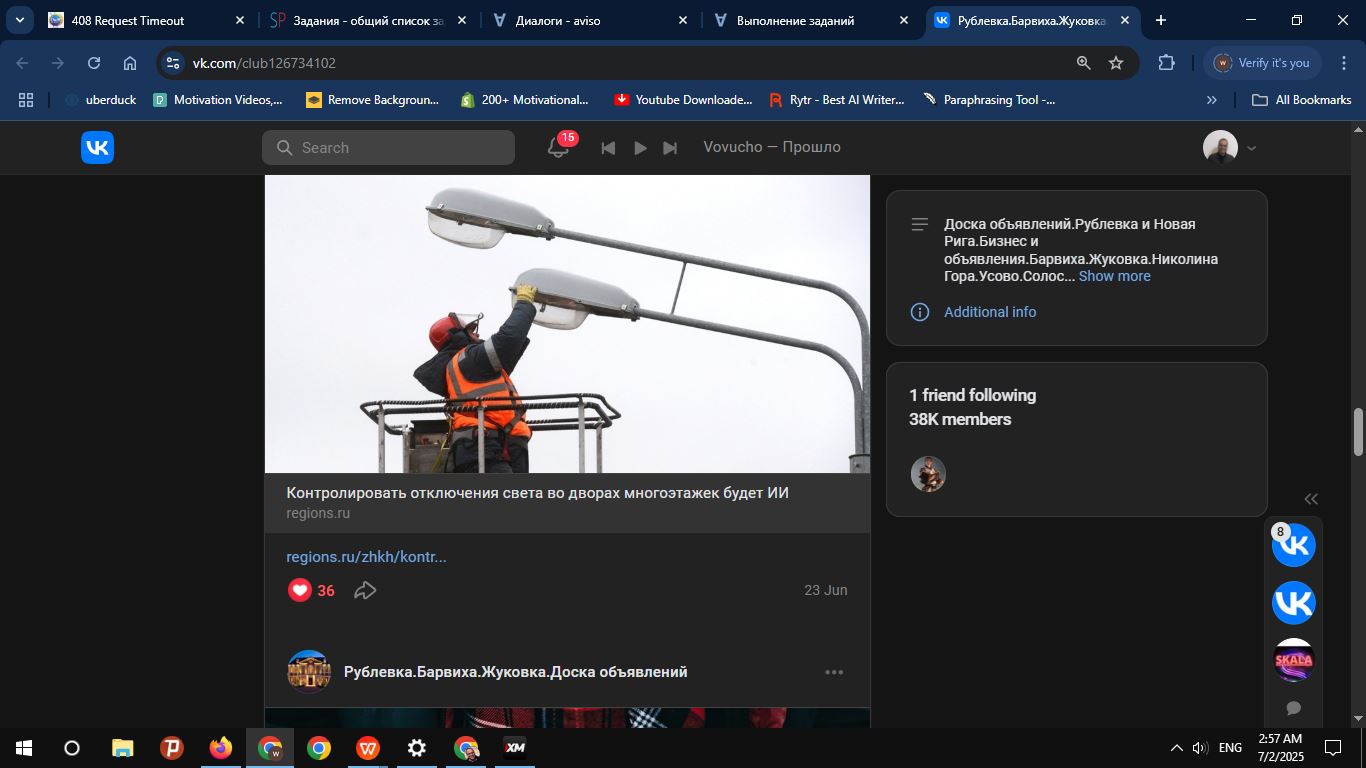 408 Request Timeout
Задания - общий список за
Диалоги - aviso
Выполнение заданий
Рублевка.Барвиха.Жуковка
vk.com/club126734102
W
Verify it's you
uberduck
Motivation Videos,...
Remove Backgroun...
200+ Motivational...
Youtube Downloade...
Rytr - Best AI Writer...
Paraphrasing Tool -...
All Bookmarks
Search
15
Vovucho — Прошло
Контролировать отключения света во дворах многоэтажек будет ИИ
regions.ru
regions.ru/zhkh/kontr...
36
23 Jun
Рублевка.Барвиха.Жуковка.Доска объявлений
Доска объявлений.Рублевка и Новая
Рига.Бизнес и
объявления.Барвиха.Жуковка.Николина
Гора.Усово.Солос... Show more
Additional info
1 friend following
38K members
8
SKALA
XM
ENG
2:57 AM
7/2/2025